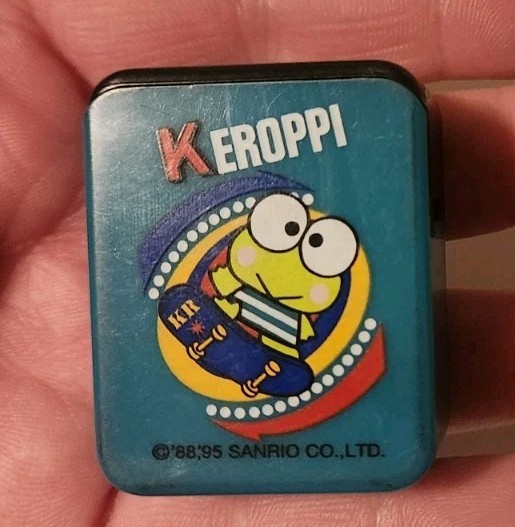 KEROPPI
KR
©'88,'95 SANRIO CO.,LTD.